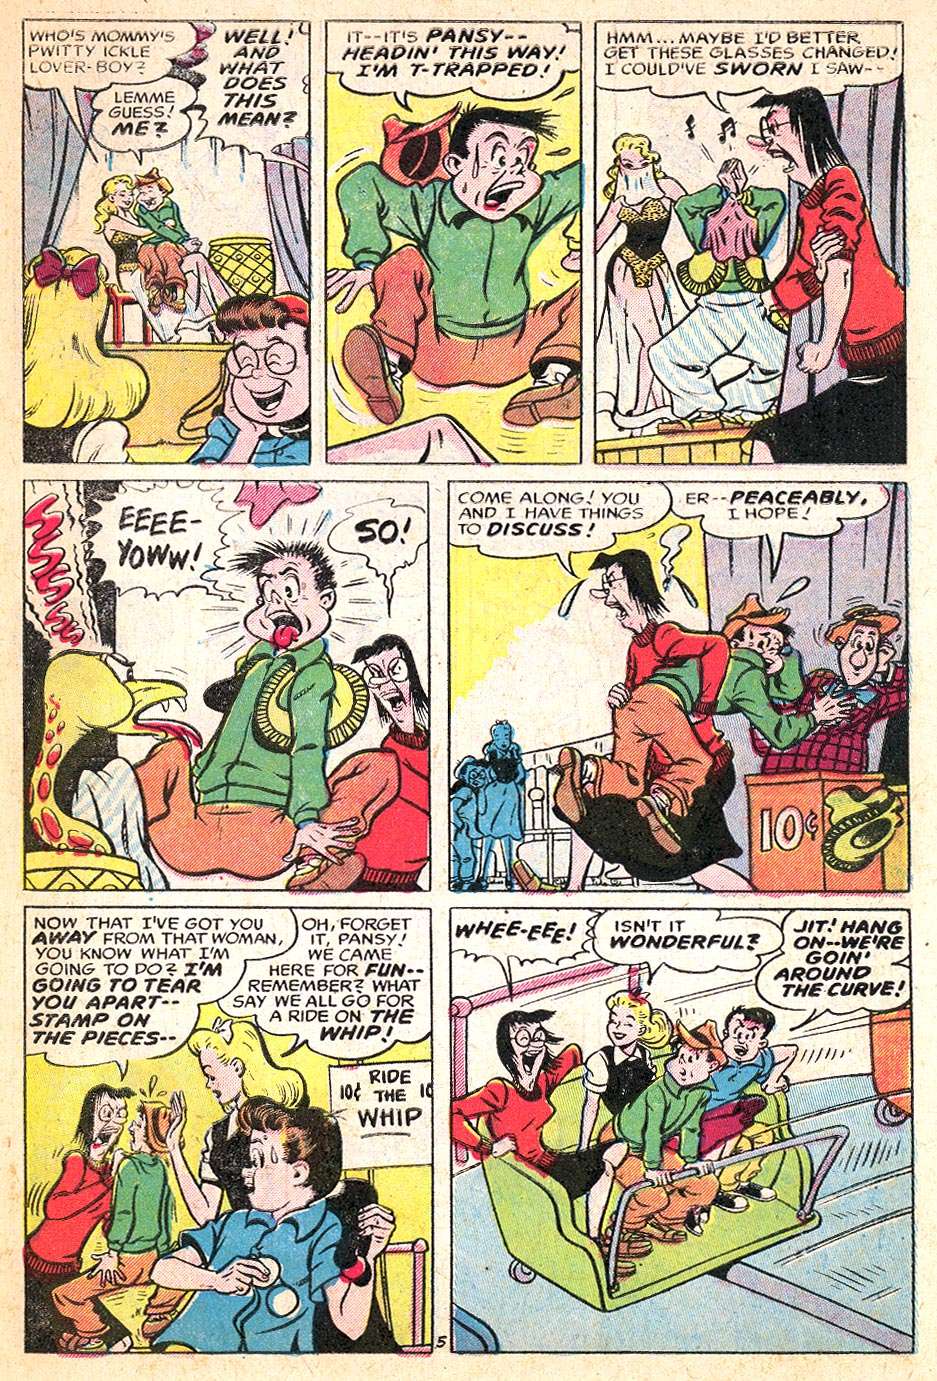 WHO'S MOMMY'S
PWITTY ICKLE
LOVER-BOY?
LEMME
GUESS!
ME?
WELL!
AND
WHAT
DOES
THIS
MEAN?
IT--IT'S PANSY--
HEADIN' THIS WAY!
I'M T-TRAPPED!
HMM...MAYBE I'D BETTER
GET THESE GLASSES CHANGED!
I COULD'VE SWORN I SAW--
EEEE-
YOWW!
SO!
COME ALONG! YOU
AND I HAVE THINGS
TO DISCUSS!
ER--PEACEABLY,
I HOPE!
10¢
NOW THAT I'VE GOT YOU
AWAY FROM THAT WOMAN,
YOU KNOW WHAT I'M
GOING TO DO? I'M
GOING TO TEAR
YOU APART--
STAMP ON
THE PIECES--
OH, FORGET
IT, PANSY!
WE CAME
HERE FOR FUN--
REMEMBER? WHAT
SAY WE ALL GO FOR
A RIDE ON THE
WHIP!
10¢ RIDE 10
THE
WHIP
5
WHEE-EEE!
ISN'T IT
WONDERFUL?
JIT! HANG
ON--WE'RE
GOIN'
AROUND
THE CURVE!